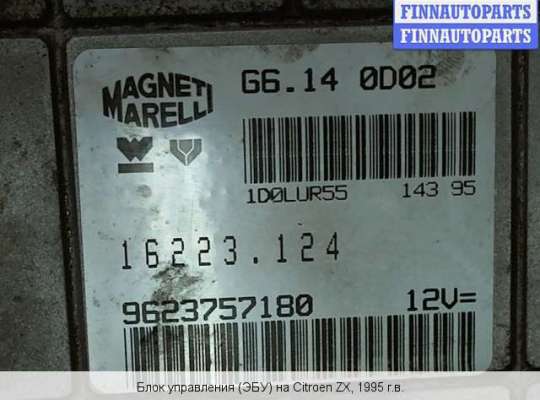 FINNAUTOPARTS
FINNAUTOPARTS
MAGNETI
MARELLI
G6.14 0D02
1D0LUR55 143 95
16223.124
9623757180 12V=
Блок управления (ЭБУ) на Citroen ZX, 1995 г.в.